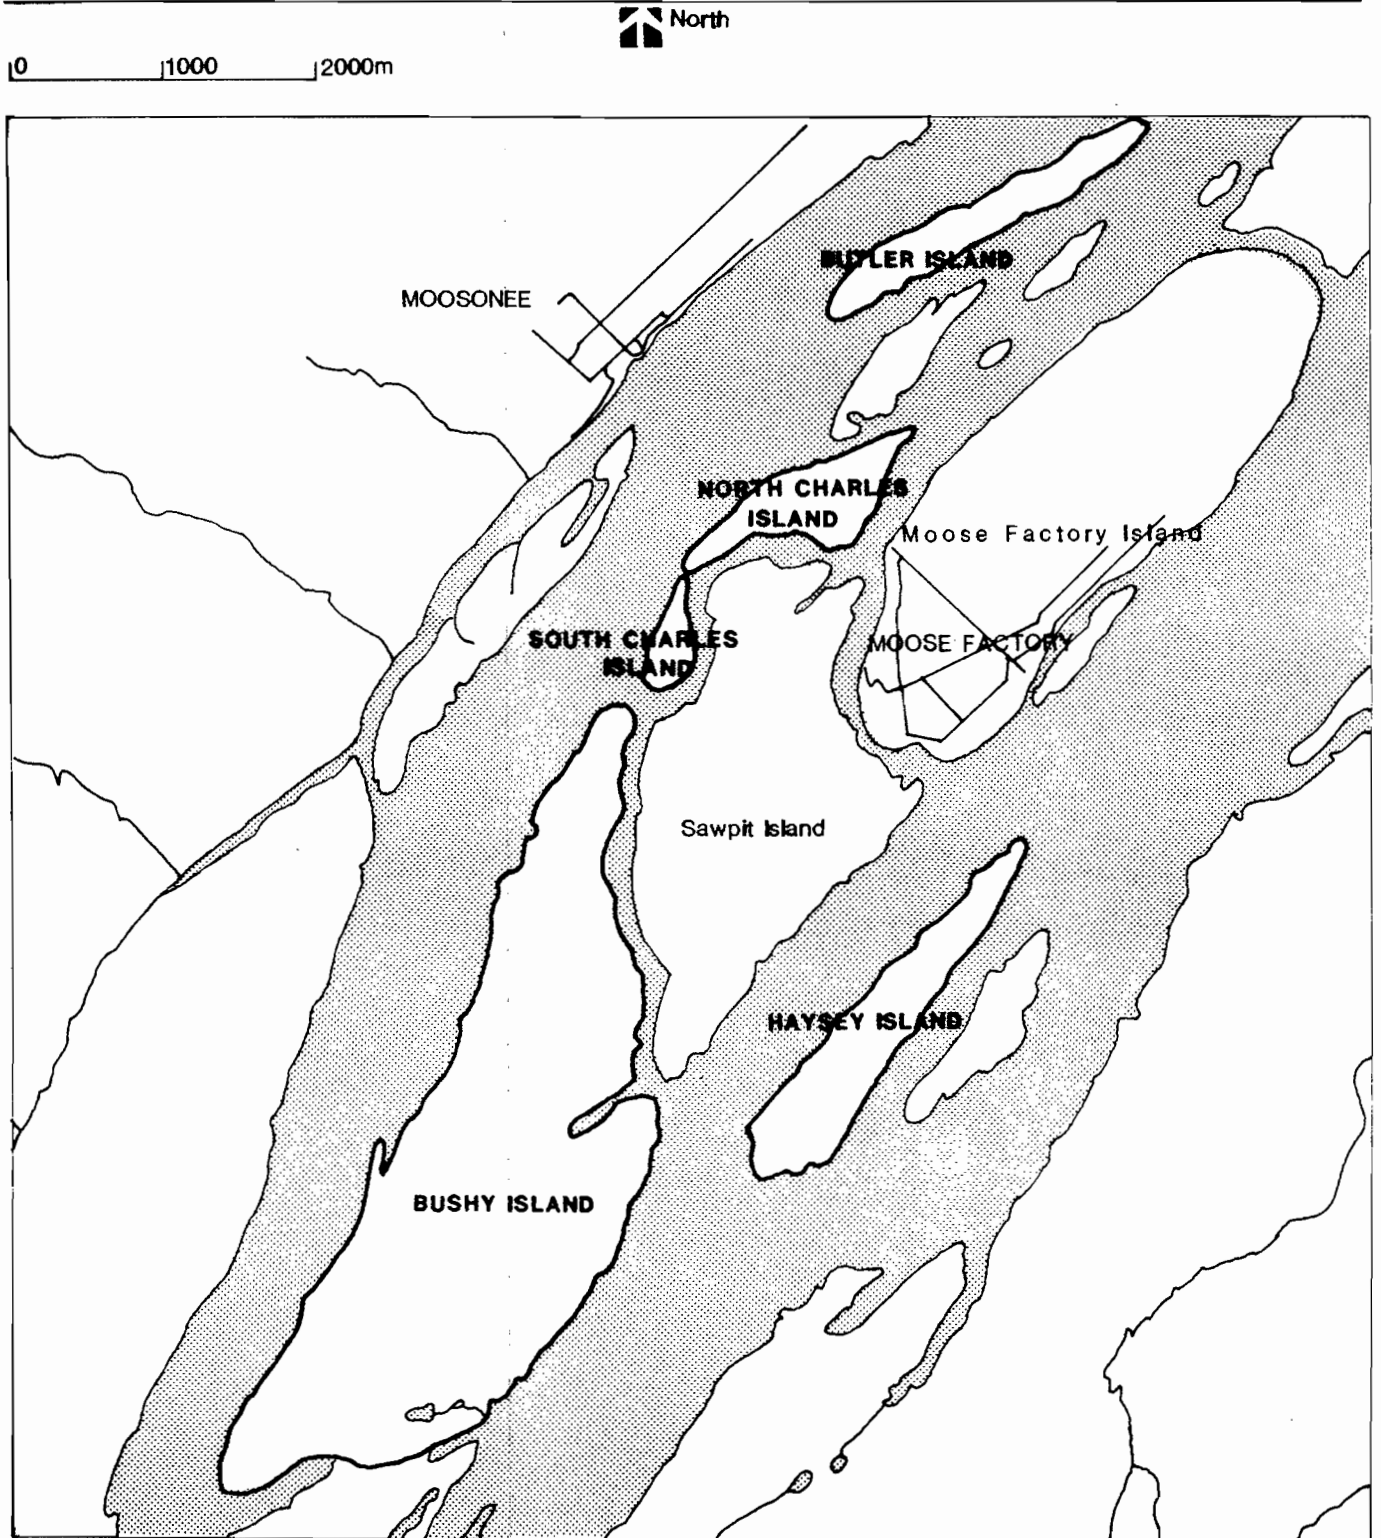 North
0 1000 2000m
BUTLER ISLAND
MOOSONEE
NORTH CHARLES
ISLAND
Moose Factory Island
SOUTH CHARLES
ISLAND
MOOSE FACTORY
Sawpit Island
HAYSEY ISLAND
BUSHY ISLAND